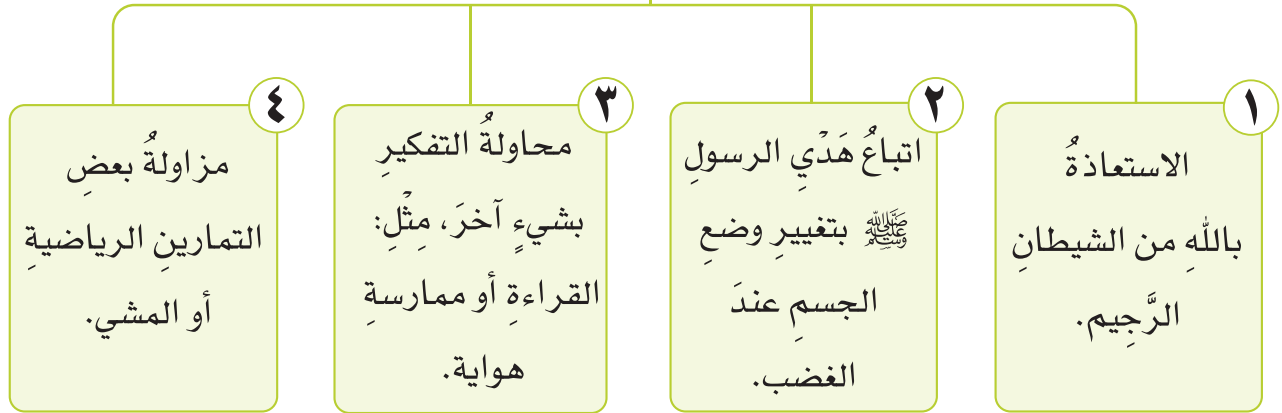 ١
الاستعاذةُ
باللهِ من الشيطانِ
الرَّجِيم.
٢
اتباعُ هَدْيِ الرسولِ
ﷺ بتغييرِ وضعِ
الجسمِ عندَ
الغضب.
٣
محاولةُ التفكيرِ
بشيءٍ آخرَ، مِثْلِ:
القراءةِ أو ممارسةِ
هواية.
٤
مزاولةُ بعضِ
التمارينِ الرياضيةِ
أو المشي.